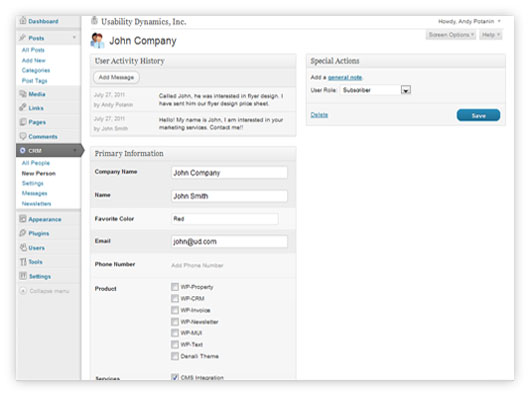 Dashboard
Usability Dynamics, Inc.
Howdy, Andy Potanin
Posts
All Posts
Add New
Categories
Post Tags
Media
Links
Pages
Comments
CRM
All People
New Person
Settings
Messages
Newsletters
Appearance
Plugins
Users
Tools
Settings
Collapse menu
John Company
Screen Options
Help
User Activity History
Add Message
July 27, 2011
by Andy Potanin
Callied John, he was interested in flyer design. I
have sent him our flyer design price sheet.
July 27, 2011
by John Smith
Hello! My name is John, I am interested in your
marketing services. Contact me!!
Primary Information
Company Name
John Company
Name
John Smith
Favorite Color
Red
Email
john@ud.com
Phone Number
Add Phone Number
Product
WP-Property
WP-CRM
WP-Invoice
WP-Newsletter
WP-MUI
WP-Text
Denali Theme
Services
CMS Integration
Special Actions
Add a general note.
User Role:
Subscriber
Delete
Save